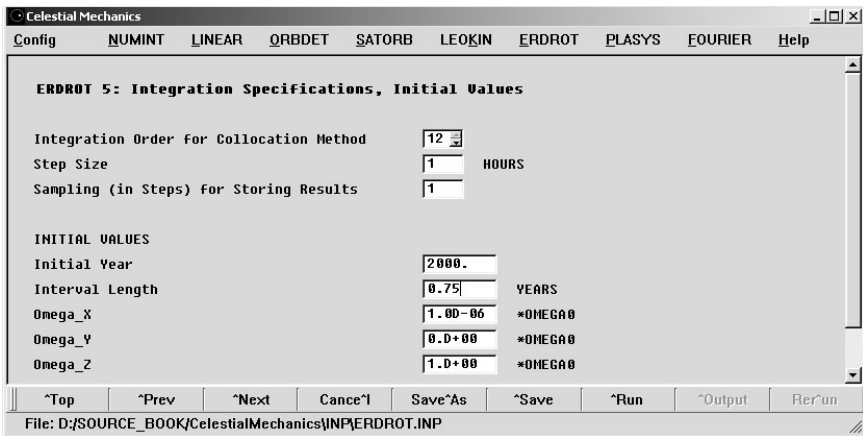 Celestial Mechanics
Config NUMINT LINEAR ORBDET SATORB LEOKIN ERDROT PLASYS FOURIER Help
ERDROT 5: Integration Specifications, Initial Values
Integration Order for Collocation Method 12
Step Size 1 HOURS
Sampling (in Steps) for Storing Results 1
INITIAL VALUES
Initial Year 2000.
Interval Length 0.75 YEARS
Omega_X 1.0D-06 *OMEGA0
Omega_Y 0.D+00 *OMEGA0
Omega_Z 1.D+00 *OMEGA0
^Top ^Prev ^Next Cance^l Save^As ^Save ^Run ^Output Rer^un
File: D:/SOURCE_BOOK/CelestialMechanics\INP\ERDROT.INP